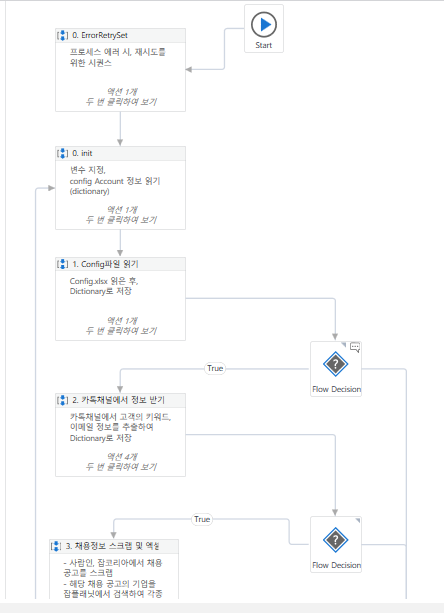 Start
0. ErrorRetrySet
프로세스 에러 시, 재시도를
위한 시퀀스
액션 1개
두 번 클릭하여 보기
0. init
변수 지정,
config Account 정보 읽기
(dictionary)
액션 1개
두 번 클릭하여 보기
1. Config파일 읽기
Config.xlsx 읽은 후,
Dictionary로 저장
액션 1개
두 번 클릭하여 보기
Flow Decision
True
2. 카톡채널에서 정보 받기
카톡채널에서 고객의 키워드,
이메일 정보를 추출하여
Dictionary로 저장
액션 4개
두 번 클릭하여 보기
True
Flow Decision
3. 채용정보 스크랩 및
- 사람인, 잡코리아에서 채용
공고를 스크랩
- 해당 채용 공고의 기업을
잡플래닛에서 검색하여 각종